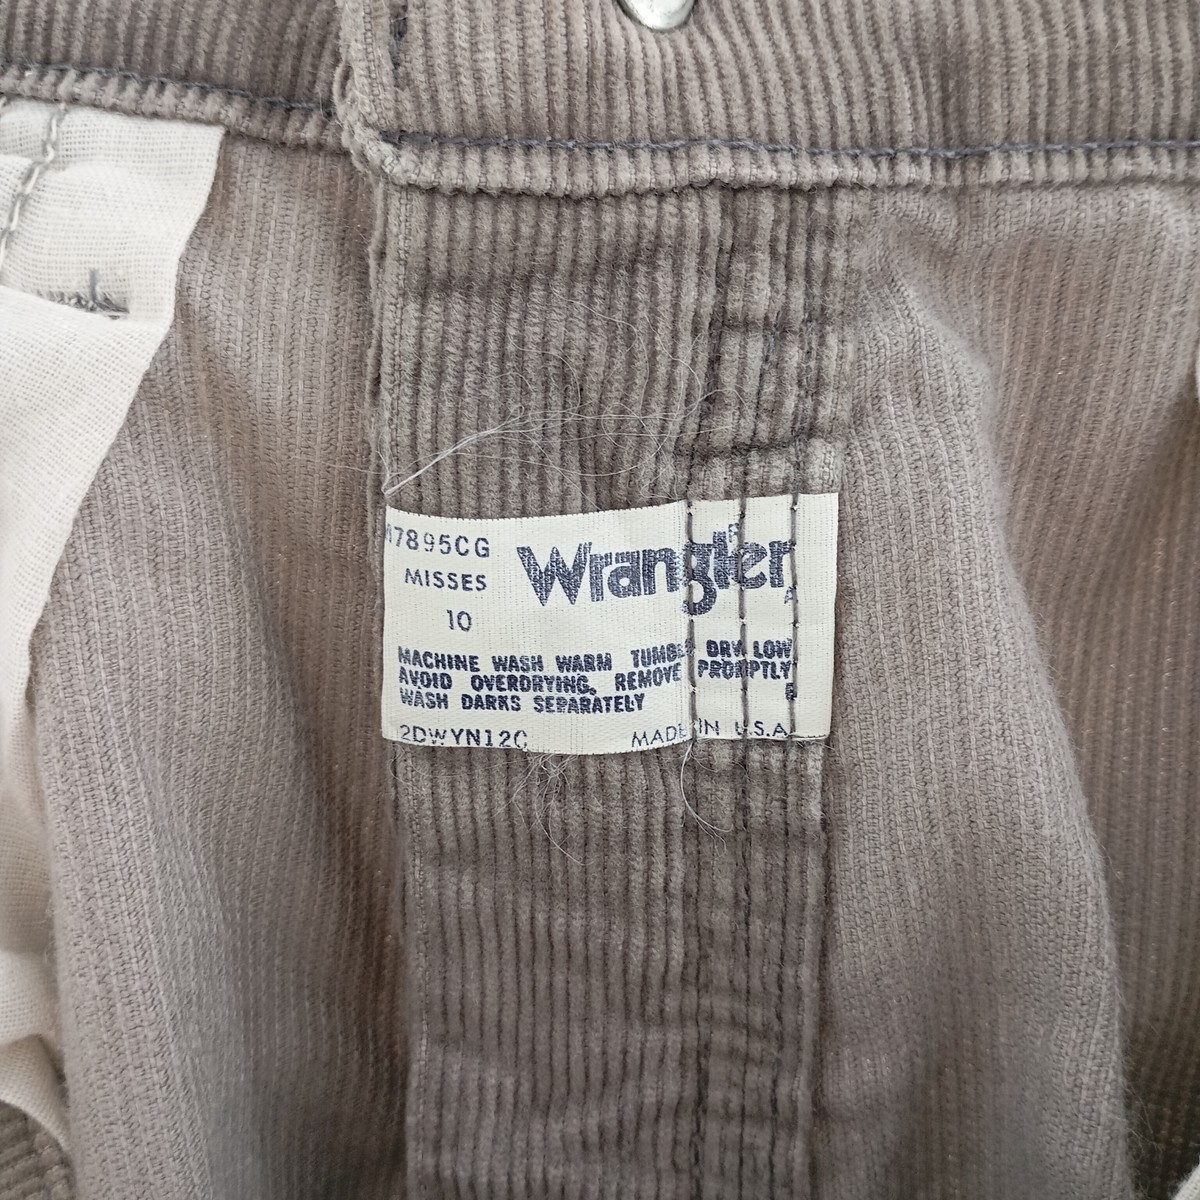 17895CG
Wrangler
MISSES
10
MACHINE WASH WARM TUMBLE DRY LOW
AVOID OVERDRYING. REMOVE PROMPTLY
WASH DARKS SEPARATELY
2DWYN12C
MADE IN U.S.A.